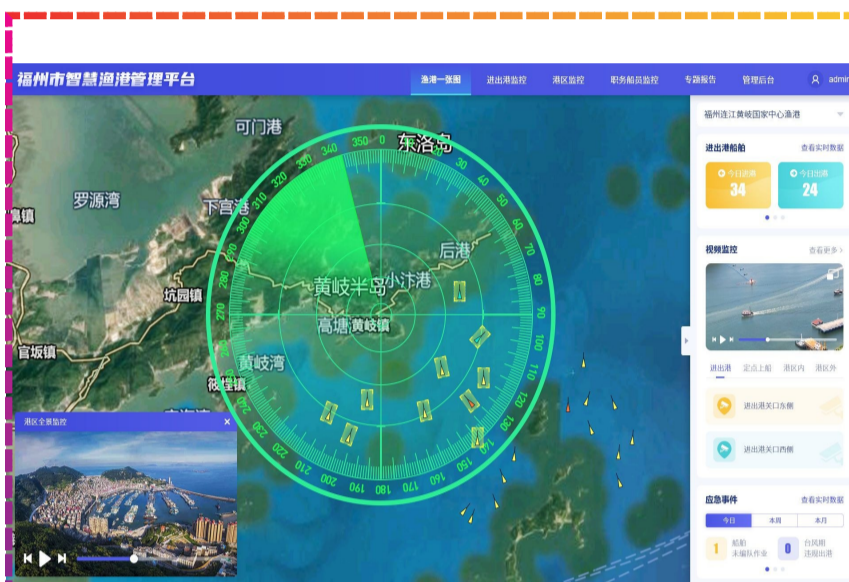 福州市智慧渔港管理平台
渔港一张图 进出港监控 港区监控 职务船员监控 专题报告 管理后台 admin
福州连江黄岐国家中心渔港
进出港船舶 查看实时数据
今日进港 今日出港
34 24
视频监控 查看更多>
进出港 定点上船 港区内 港区外
进出港关口东侧
进出港关口西侧
应急事件 查看实时数据
今日 本周 本月
1 船舶 未编队作业
0 台风期 违规出港
可门港
东洛岛
罗源湾
下宫港
鼻镇
后港
坑园镇
黄岐半岛
小汴港
高塘
黄岐镇
官坂镇
黄岐湾
筱埕镇
港区全景监控 ×
350 0 30 40 50 60 70 80 90 100 110 120 130 140 150 160 170 180 190 200 210 220 230 240 260 270 280 290 310 320 330 340